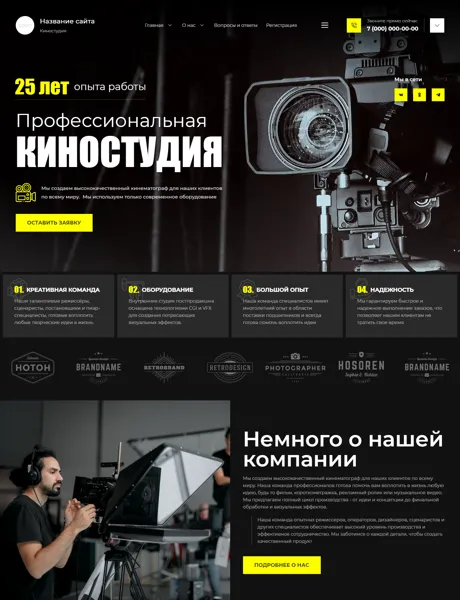 Название сайта
Киностудия
Главная
О нас
Вопросы и ответы
Регистрация
Звоните прямо сейчас
7 (000) 000-00-00
25 лет опыта работы
Мы в сети
Профессиональная
КИНОСТУДИЯ
Мы создаем высококачественный кинематограф для наших клиентов
по всему миру. Мы используем только современное оборудование
ОСТАВИТЬ ЗАЯВКУ
01. КРЕАТИВНАЯ КОМАНДА
Наши талантливые режиссеры,
сценаристы, постановщики и пиар-
специалисты, готовые воплотить
любые творческие идеи в жизнь.
02. ОБОРУДОВАНИЕ
Внутренняя студия постпродакшна
оснащена технологиями CGI и VFX
для создания потрясающих
визуальных эффектов.
03. БОЛЬШОЙ ОПЫТ
Наша команда специалистов имеет
многолетний опыт в области
поставки подшипников и всегда
готова помочь воплотить идеи
04. НАДЕЖНОСТЬ
Мы гарантируем быстрое и
надежное выполнение заказов, что
позволяет нашим клиентам не
тратить свое время
HOTOH
BRANDNAME
RETROBRAND
RETRODESIGN
PHOTOGRAPHER
HOSOREN
BRANDNAME
Немного о нашей
компании
Мы создаем высококачественный кинематограф для наших клиентов по всему
миру. Наша команда профессионалов готова помочь вам воплотить в жизнь любую
идею, будь то фильм, короткометражка, рекламный ролик или музыкальное видео.
Мы предлагаем полный цикл производства - от идеи и концепции до финальной
обработки и визуальных эффектов.
Наша команда опытных режиссеров, операторов, дизайнеров, сценаристов и
других специалистов обеспечивает высокий уровень производства и
эффективное сотрудничество. Мы заботимся о каждой детали, чтобы создать
качественный продукт
ПОДРОБНЕЕ О НАС